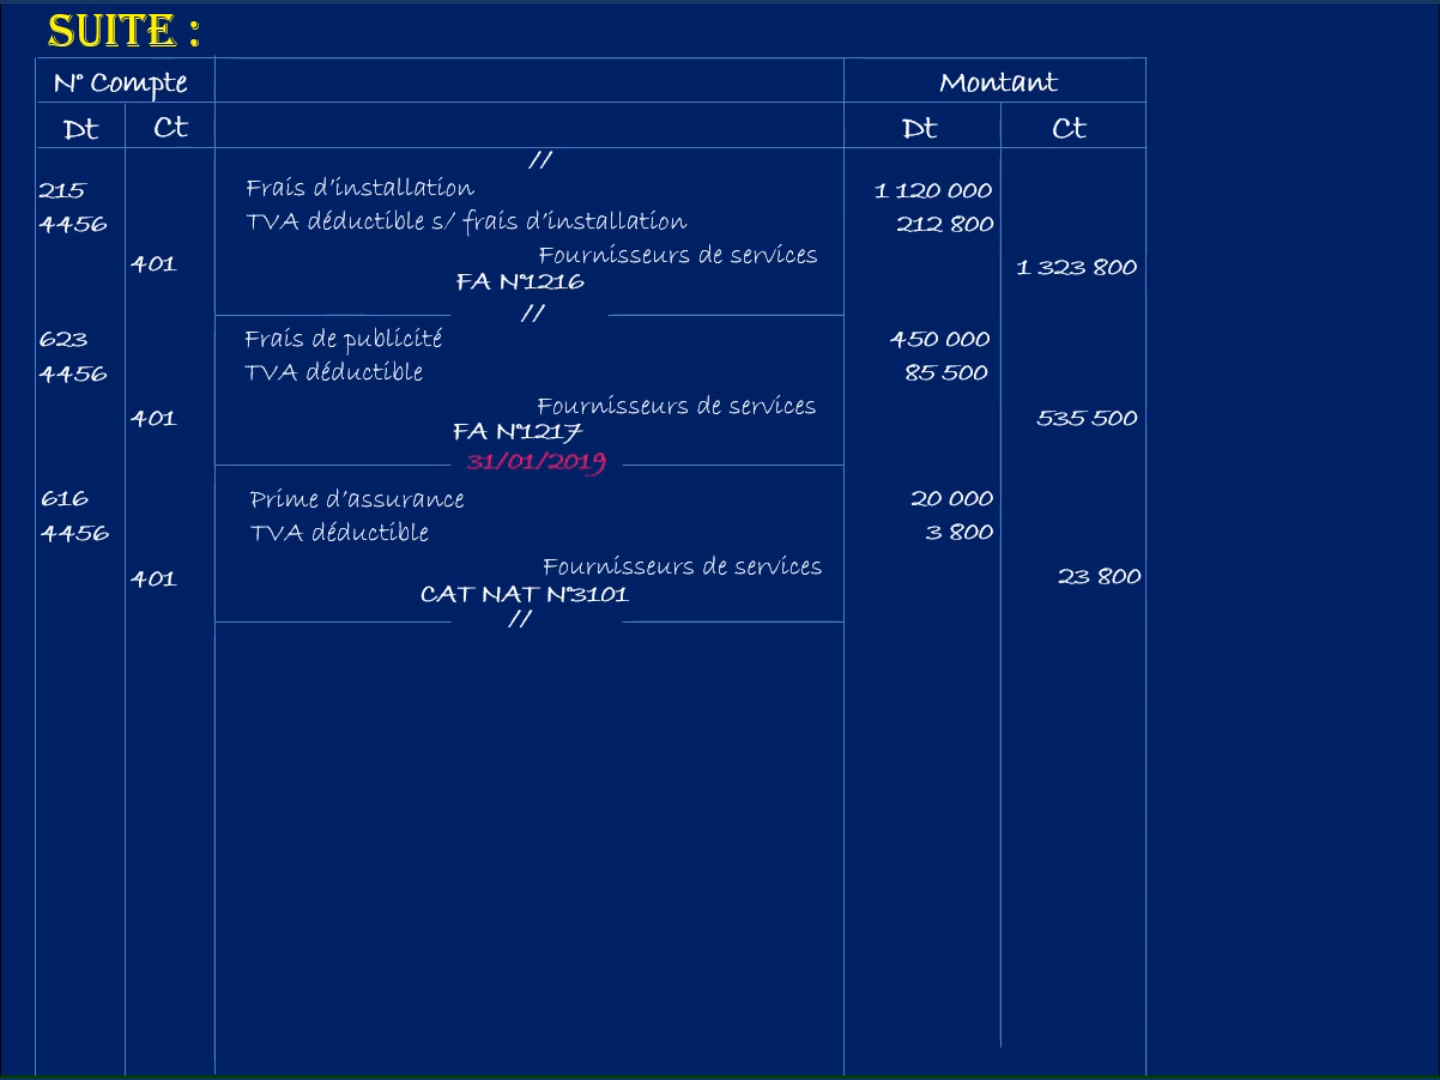 SUITE :
N° Compte Montant
Dt Ct Dt Ct
//
215 Frais d'installation 1 120 000
4456 TVA déductible s/ frais d'installation 212 800
401 Fournisseurs de services 1 323 800
FA N°1216
//
623 Frais de publicité 450 000
4456 TVA déductible 85 500
401 Fournisseurs de services 535 500
FA N°1217
31/01/2019
616 Prime d'assurance 20 000
4456 TVA déductible 3 800
401 Fournisseurs de services 23 800
CAT NAT N°3101
//